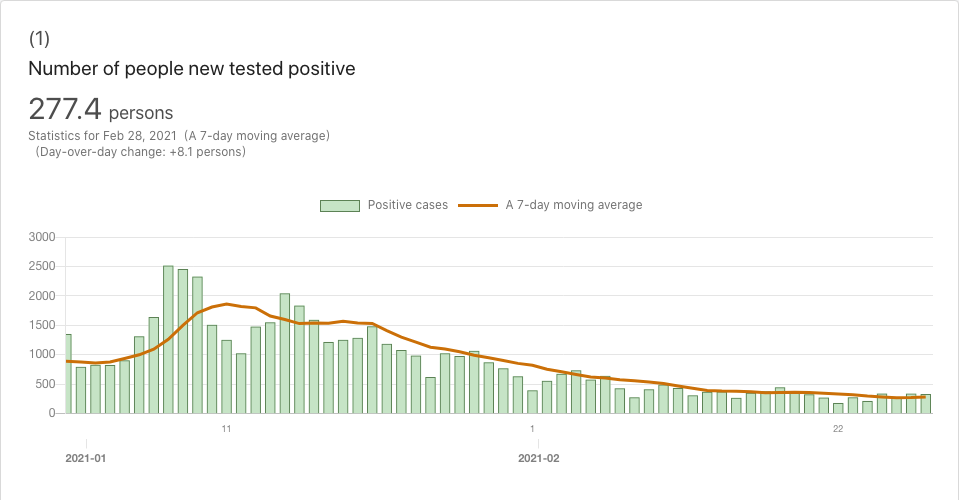 (1)
Number of people new tested positive
277.4 persons
Statistics for Feb 28, 2021 (A 7-day moving average)
(Day-over-day change: +8.1 persons)
Positive cases A 7-day moving average
3000
2500
2000
1500
1000
500
0
11 1 22
2021-01 2021-02